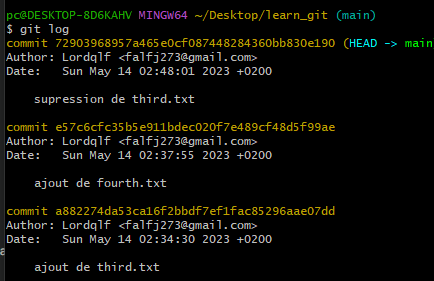 pc@DESKTOP-8D6KAHV MINGW64 ~/Desktop/learn_git (main)
$ git log
commit 72903968957a465e0cf087448284360bb830e190 (HEAD -> main
Author: Lordqlf <falfj273@gmail.com>
Date:   Sun May 14 02:48:01 2023 +0200

    supression de third.txt

commit e57c6cfc35b5e911bdec020f7e489cf48d5f99ae
Author: Lordqlf <falfj273@gmail.com>
Date:   Sun May 14 02:37:55 2023 +0200

    ajout de fourth.txt

commit a882274da53ca16f2bbdf7ef1fac85296aae07dd
Author: Lordqlf <falfj273@gmail.com>
Date:   Sun May 14 02:34:30 2023 +0200

    ajout de third.txt